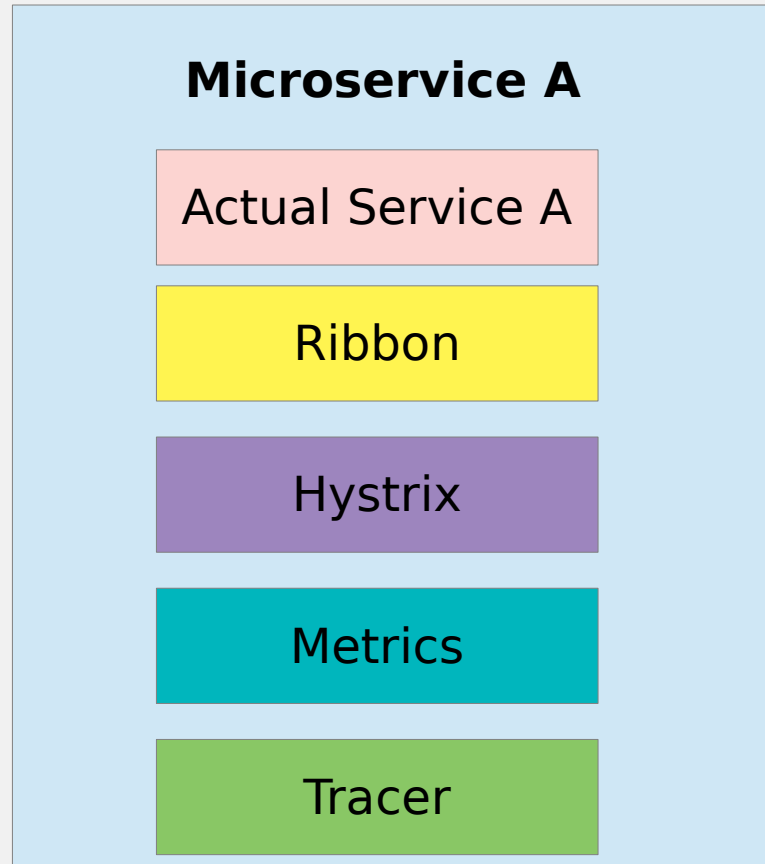 Microservice A
Actual Service A
Ribbon
Hystrix
Metrics
Tracer